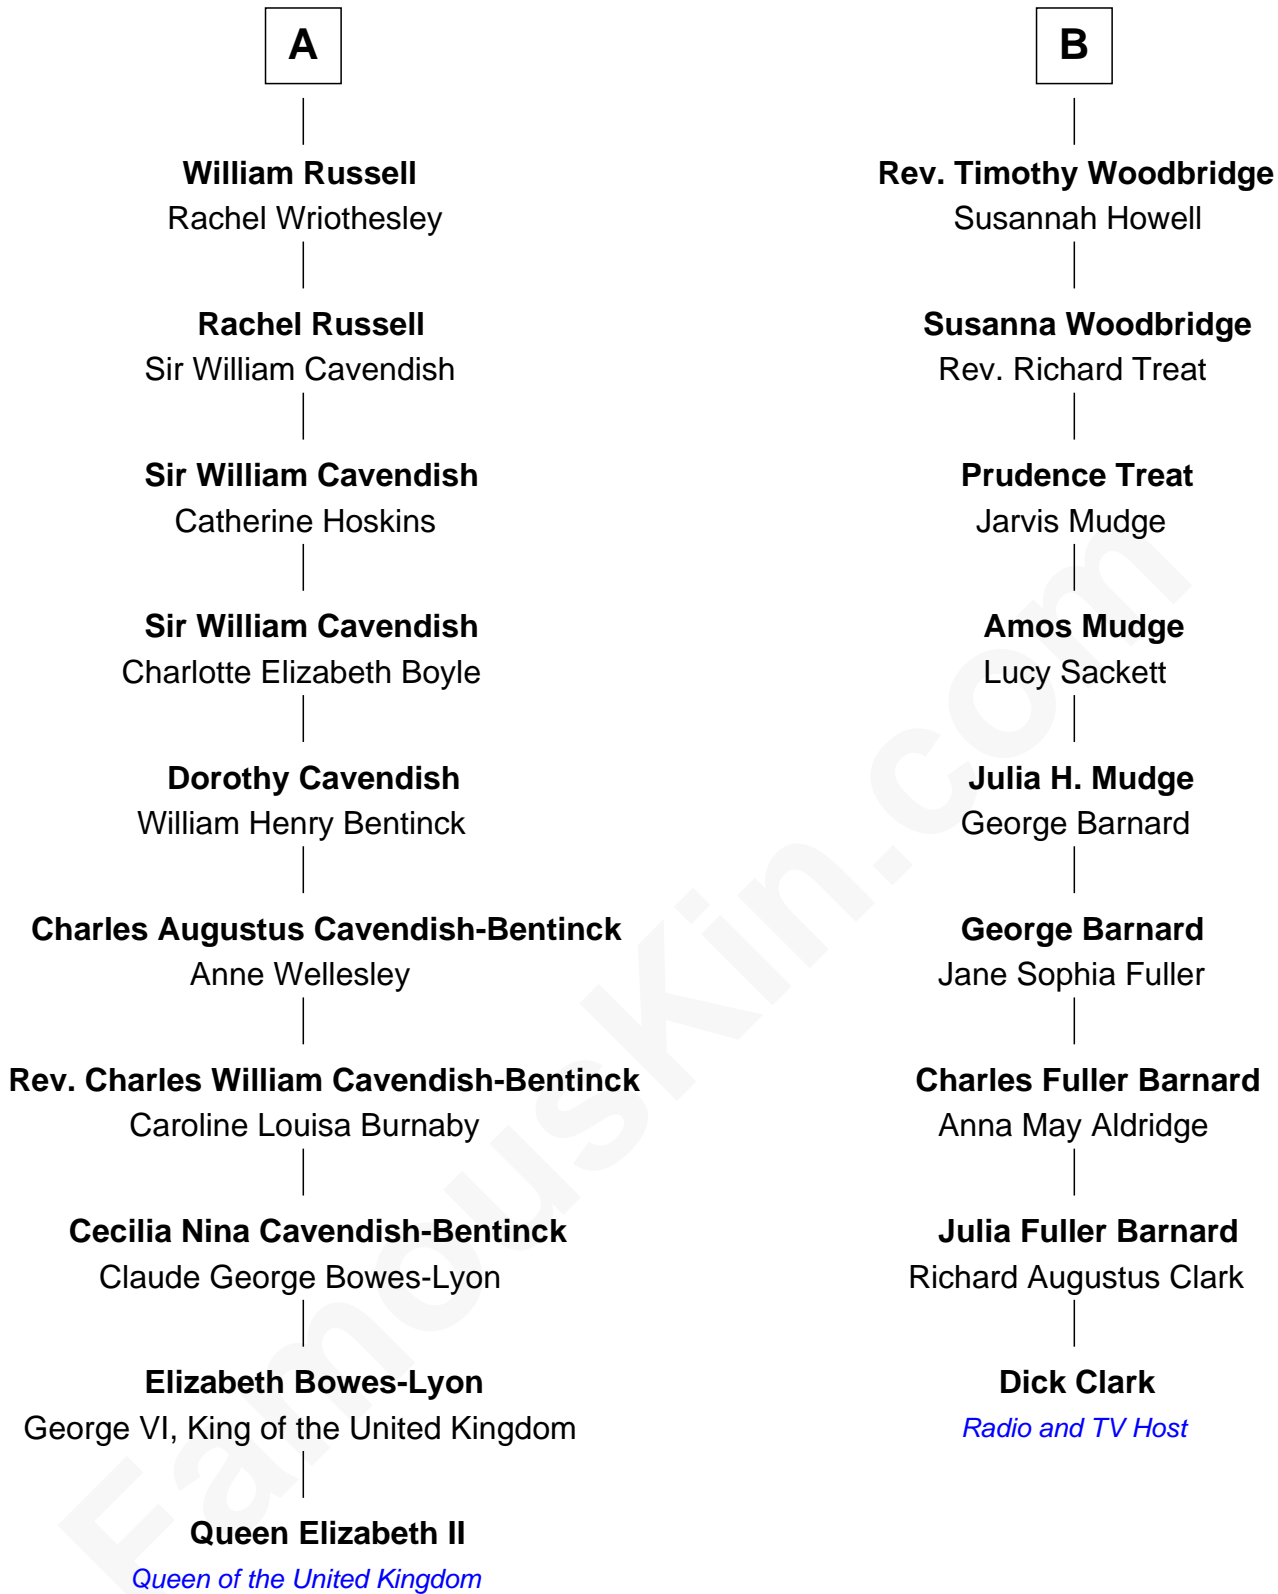 A
William Russell
Rachel Wriothesley
Rachel Russell
Sir William Cavendish
Sir William Cavendish
Catherine Hoskins
Sir William Cavendish
Charlotte Elizabeth Boyle
Dorothy Cavendish
William Henry Bentinck
Charles Augustus Cavendish-Bentinck
Anne Wellesley
Rev. Charles William Cavendish-Bentinck
Caroline Louisa Burnaby
Cecilia Nina Cavendish-Bentinck
Claude George Bowes-Lyon
Elizabeth Bowes-Lyon
George VI, King of the United Kingdom
Queen Elizabeth II
Queen of the United Kingdom
B
Rev. Timothy Woodbridge
Susannah Howell
Susanna Woodbridge
Rev. Richard Treat
Prudence Treat
Jarvis Mudge
Amos Mudge
Lucy Sackett
Julia H. Mudge
George Barnard
George Barnard
Jane Sophia Fuller
Charles Fuller Barnard
Anna May Aldridge
Julia Fuller Barnard
Richard Augustus Clark
Dick Clark
Radio and TV Host
FamousKin.com